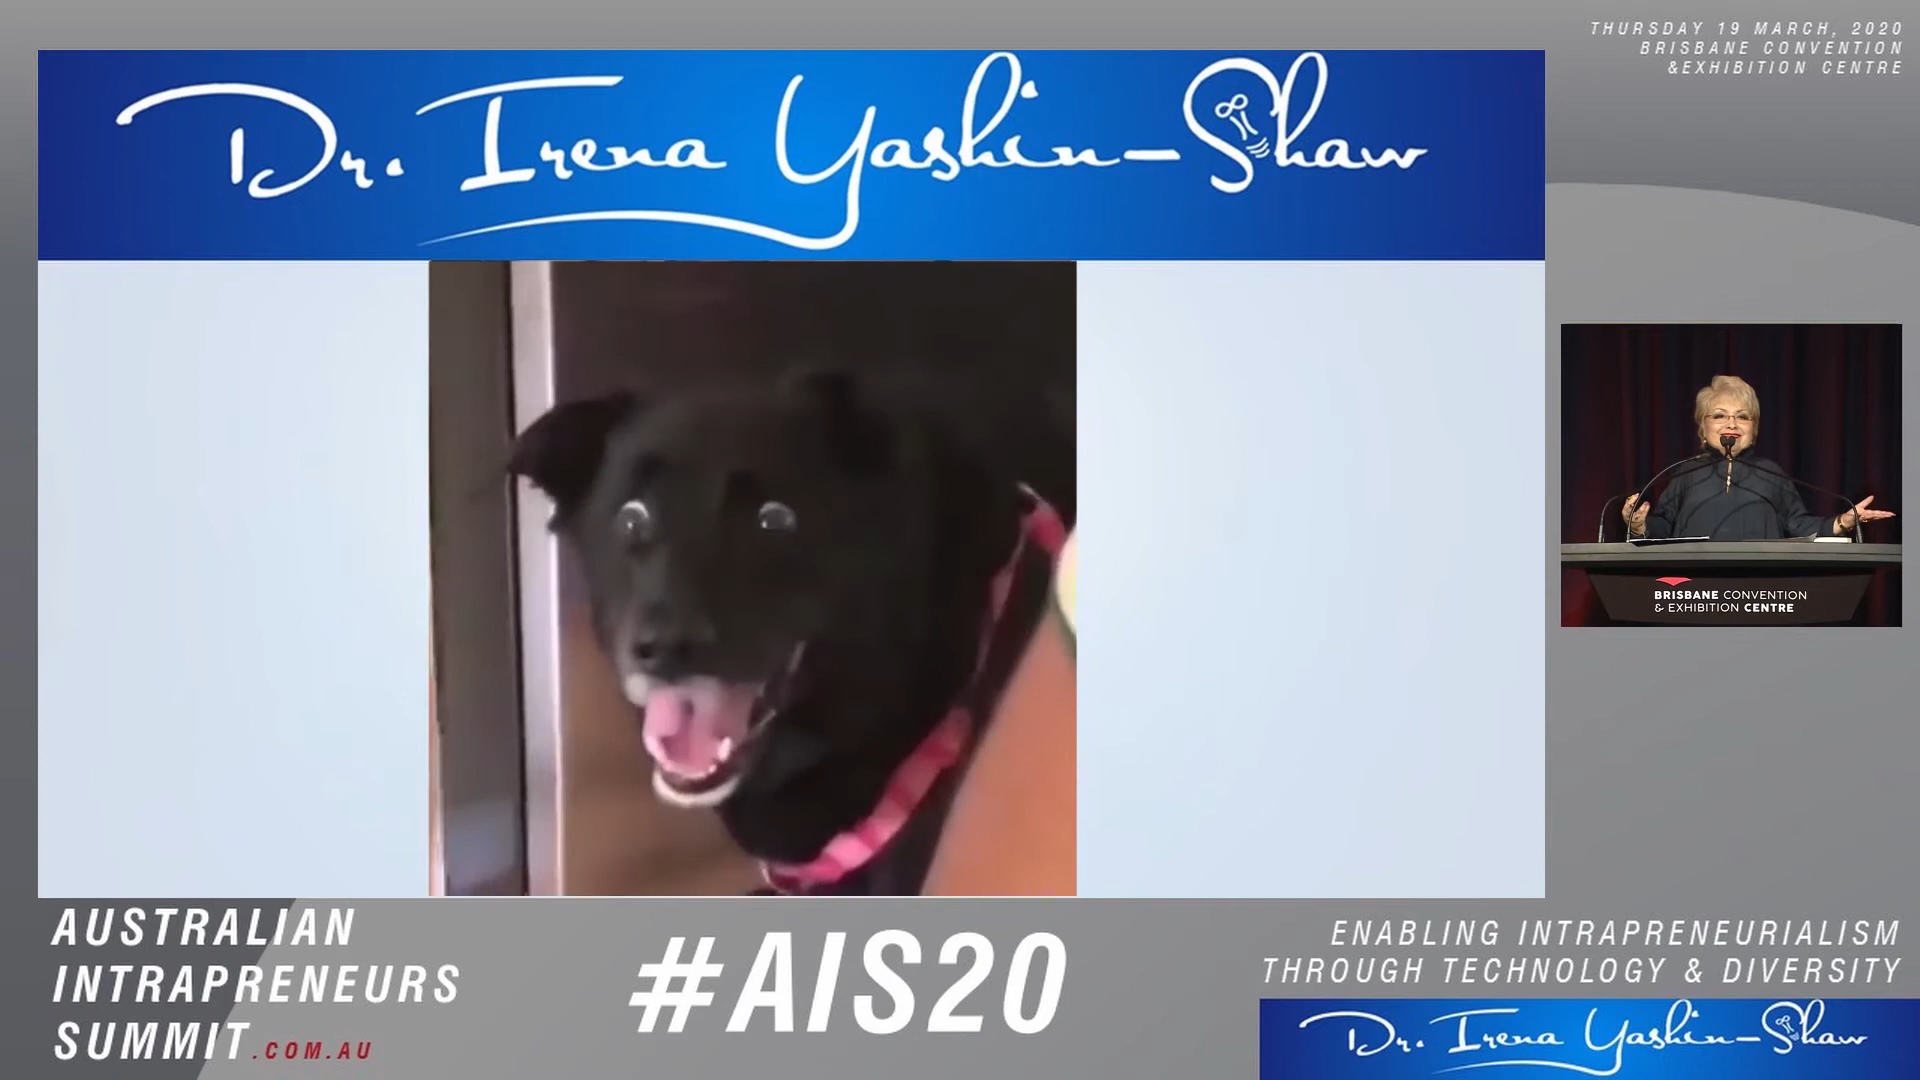 THURSDAY 19 MARCH, 2020
BRISBANE CONVENTION
&EXHIBITION CENTRE
Dr. Irena Yashin-Shaw
BRISBANE CONVENTION
& EXHIBITION CENTRE
AUSTRALIAN
INTRAPRENEURS
SUMMIT.COM.AU
#AIS20
ENABLING INTRAPRENEURIALISM
THROUGH TECHNOLOGY & DIVERSITY
Dr. Irena Yashin-Shaw